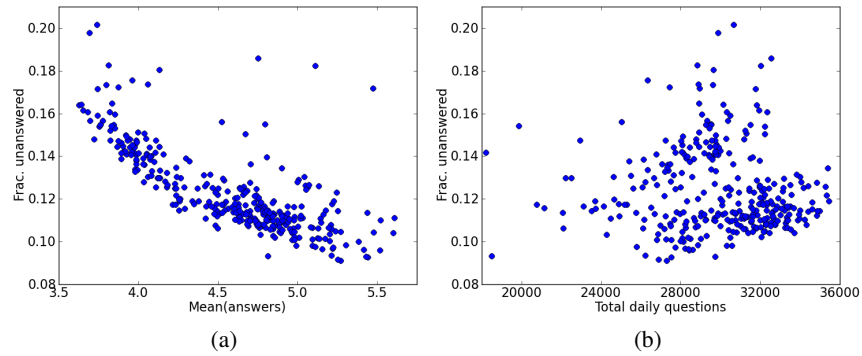 0.20
0.18
0.16
0.14
0.12
0.10
0.08
Frac. unanswered
3.5 4.0 4.5 5.0 5.5
Mean(answers)
(a)
0.20
0.18
0.16
0.14
0.12
0.10
0.08
Frac. unanswered
20000 24000 28000 32000 36000
Total daily questions
(b)